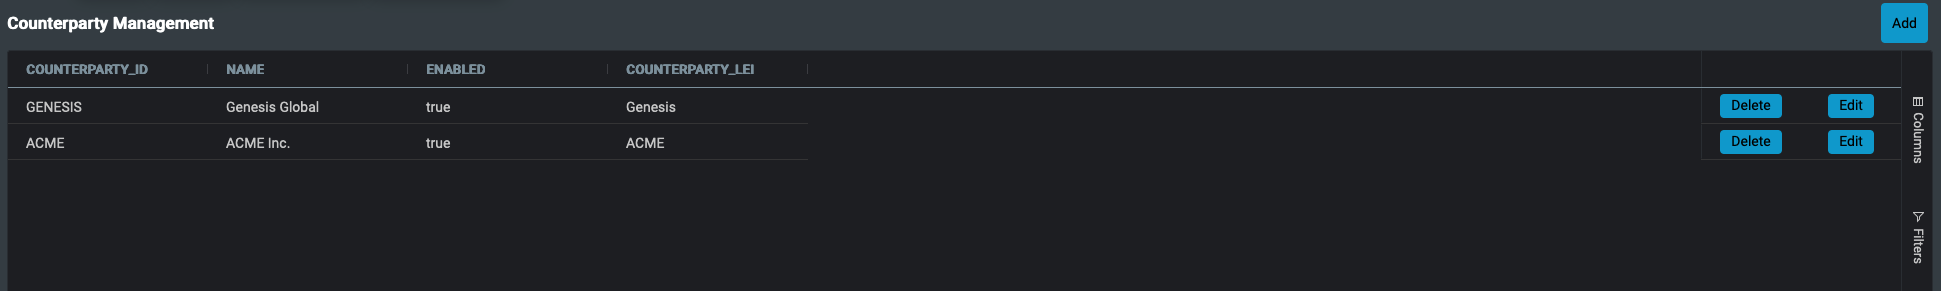 Counterparty Management
Add
COUNTERPARTY_ID NAME ENABLED COUNTERPARTY_LEI
GENESIS Genesis Global true Genesis Delete Edit
ACME ACME Inc. true ACME Delete Edit
Columns
Filters